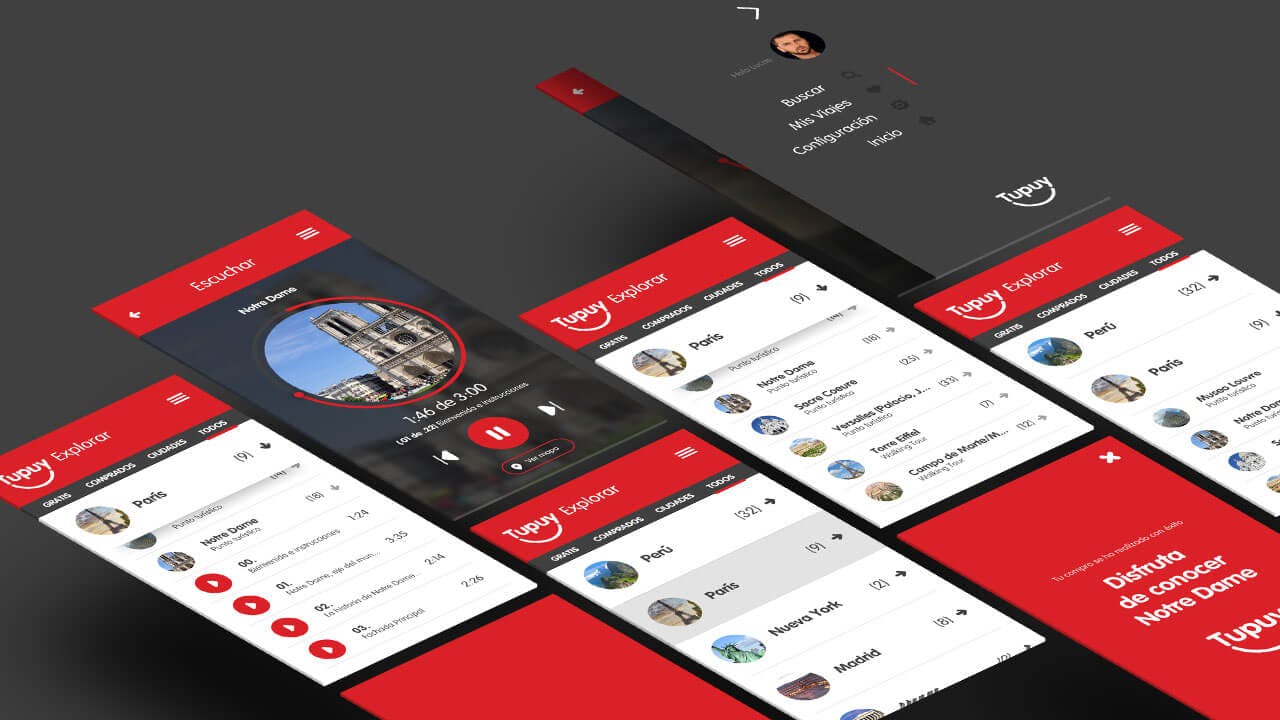 Hola Lucas
Buscar
Mis Viajes
Configuración
Inicio
Tupuy
Escuchar
Notre Dame
1:46 de 3:00
(.01 de .22) Bienvenida e instrucciones
Ver mapa
Tupuy Explorar
GRATIS COMPRADOS CIUDADES TODOS
París (9)
Punto turístico
Notre Dame (18)
Punto turístico
Sacre Coeure (25)
Punto turístico
Versalles (Palacio, J... (33)
Punto turístico
Torre Eiffel (7)
Walking Tour
Campo de Marte/M... (12)
Walking Tour
Tupuy Explorar
GRATIS COMPRADOS CIUDADES TODOS
Perú (32)
París (9)
Museo Louvre
Punto turístico
Notre Da
Punto turís
Tupuy Explorar
GRATIS COMPRADOS CIUDADES TODOS
París (9)
Punto turístico
Notre Dame (18)
Punto turístico
00. 1:24
Bienvenida e instrucciones
01. 3:35
Notre Dame, eje del mun...
02. 2:14
La historia de Notre Dame
03. 2:26
Fachada Principal
Tupuy Explorar
GRATIS COMPRADOS CIUDADES TODOS
Perú (32)
París (9)
Nueva York (2)
Madrid (8)
Tu compra se ha realizado con éxito
Disfruta
de conocer
Notre Dame
Tupuy